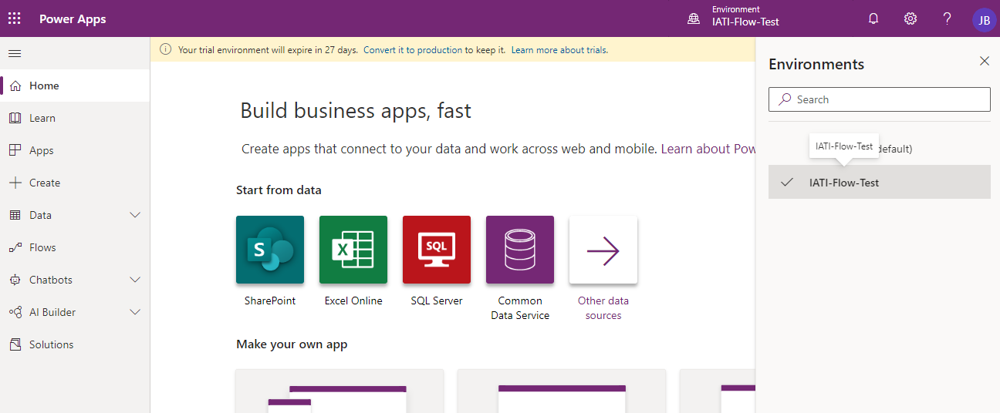 Power Apps
Environment
IATI-Flow-Test
?
JB
Home
Learn
Apps
Create
Data
Flows
Chatbots
AI Builder
Solutions
Your trial environment will expire in 27 days. Convert it to production to keep it. Learn more about trials.
Build business apps, fast
Create apps that connect to your data and work across web and mobile. Learn about Pow
Start from data
S
SharePoint
X
Excel Online
SQL
SQL Server
Common
Data Service
Other data
sources
Make your own app
Environments
Search
IATI-Flow-Test
default)
IATI-Flow-Test